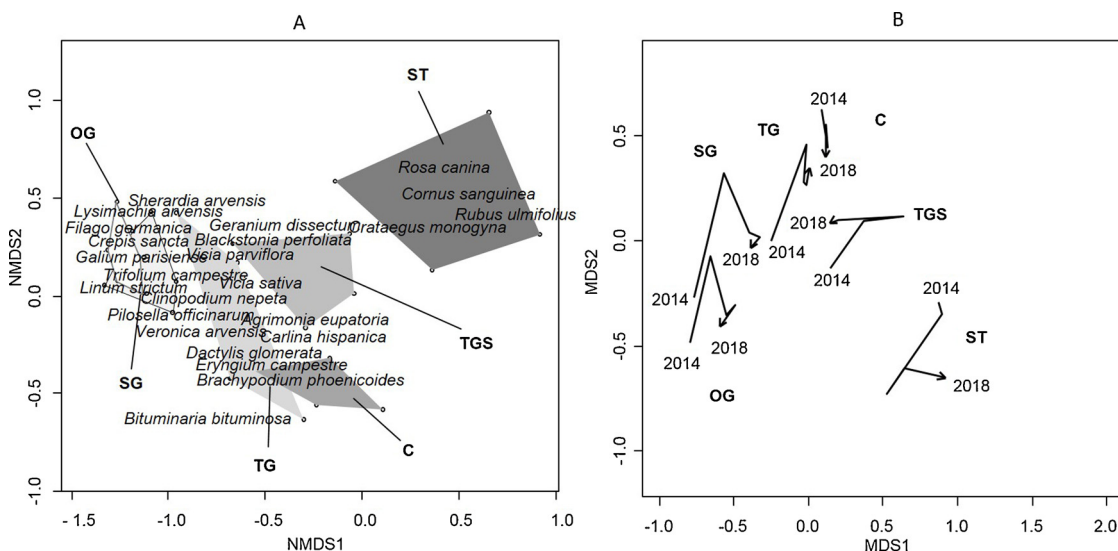 A
B
ST
OG
Rosa canina
Cornus sanguinea
Rubus ulmifolius
Sherardia arvensis
Lysimachia arvensis
Filago germanica
Geranium dissectum
Crataegus monogyna
Crepis sancta
Blackstonia perfoliata
Galium parisiense
Vicia parviflora
Trifolium campestre
Vicia sativa
Linum strictum
Clinopodium nepeta
Pilosella officinarum
Agrimonia eupatoria
Veronica arvensis
Carlina hispanica
TGS
Dactylis glomerata
Eryngium campestre
SG
Brachypodium phoenicoides
Bituminaria bituminosa
C
TG
1.0
0.5
0.0
-0.5
-1.0
NMDS2
-1.5
-1.0
-0.5
0.0
0.5
1.0
NMDS1
2014
C
TG
SG
2018
2018
TGS
2018
2014
2014
2014
2014
ST
2018
2014
2018
OG
0.5
0.0
-0.5
-1.0
MDS2
-1.0
-0.5
0.0
0.5
1.0
1.5
2.0
MDS1